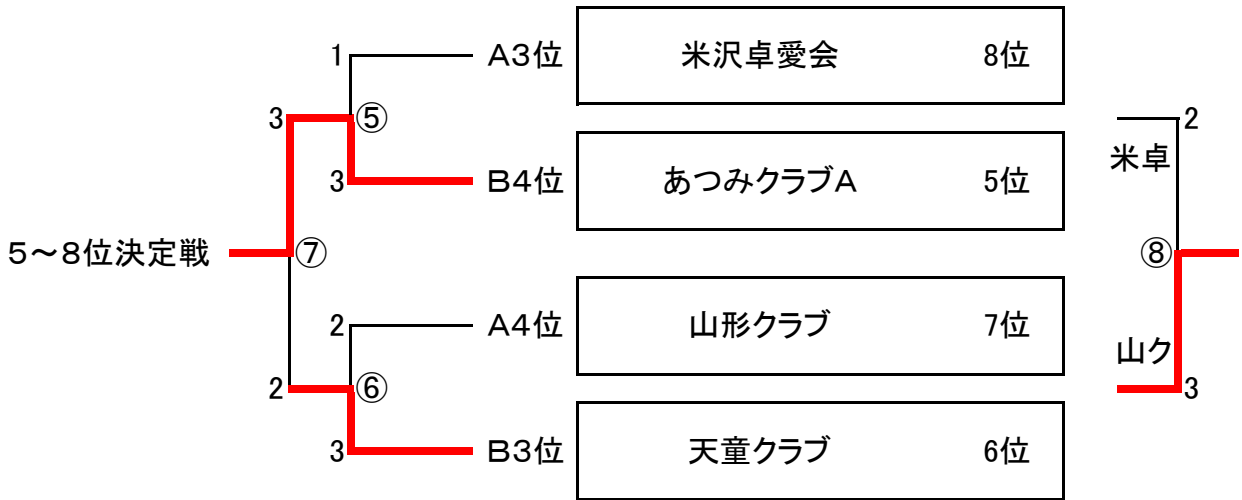 1 A3位 米沢卓愛会 8位
3 ⑤ 2
米卓
3 B4位 あつみクラブA 5位
5～8位決定戦 ⑦ ⑧
2 A4位 山形クラブ 7位
山ク
2 ⑥ 3
3 B3位 天童クラブ 6位